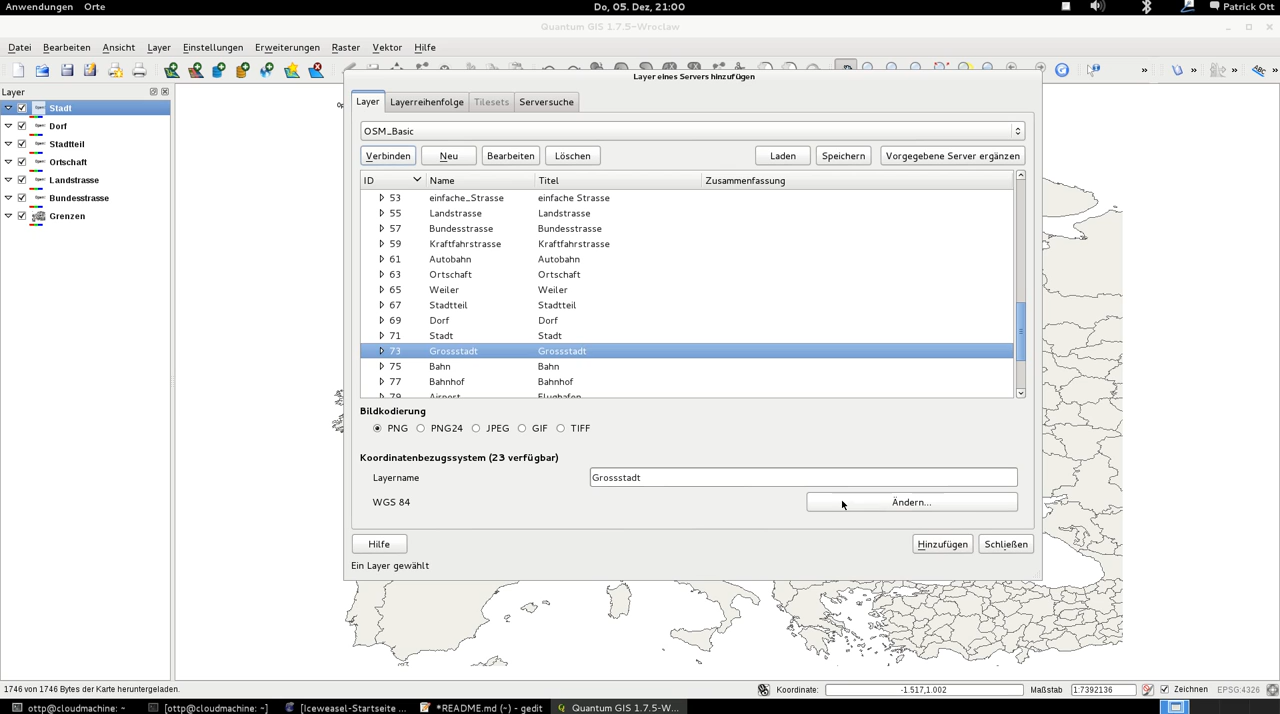 Anwendungen Orte Do, 05. Dez, 21:00 Patrick Ott
Quantum GIS 1.7.5-Wroclaw
Datei Bearbeiten Ansicht Layer Einstellungen Erweiterungen Raster Vektor Hilfe
Layer
Stadt
Dorf
Stadtteil
Ortschaft
Landstrasse
Bundesstrasse
Grenzen
Layer eines Servers hinzufügen
Layer Layerreihenfolge Tilesets Serversuche
OSM_Basic
Verbinden Neu Bearbeiten Löschen Laden Speichern Vorgegebene Server ergänzen
ID Name Titel Zusammenfassung
53 einfache_Strasse einfache Strasse
55 Landstrasse Landstrasse
57 Bundesstrasse Bundesstrasse
59 Kraftfahrstrasse Kraftfahrstrasse
61 Autobahn Autobahn
63 Ortschaft Ortschaft
65 Weiler Weiler
67 Stadtteil Stadtteil
69 Dorf Dorf
71 Stadt Stadt
73 Grossstadt Grossstadt
75 Bahn Bahn
77 Bahnhof Bahnhof
79 Airport Flughafen
Bildkodierung
PNG PNG24 JPEG GIF TIFF
Koordinatenbezugssystem (23 verfügbar)
Layername Grossstadt
WGS 84 Ändern...
Hilfe Hinzufügen Schließen
Ein Layer gewählt
1746 von 1746 Bytes der Karte heruntergeladen. Koordinate: -1.517,1.002 Maßstab 1:7392136 Zeichnen EPSG:4326
ottp@cloudmachine: ~ [ottp@cloudmachine: ~] [Iceweasel-Startseite ... *README.md (~) - gedit Quantum GIS 1.7.5-W...